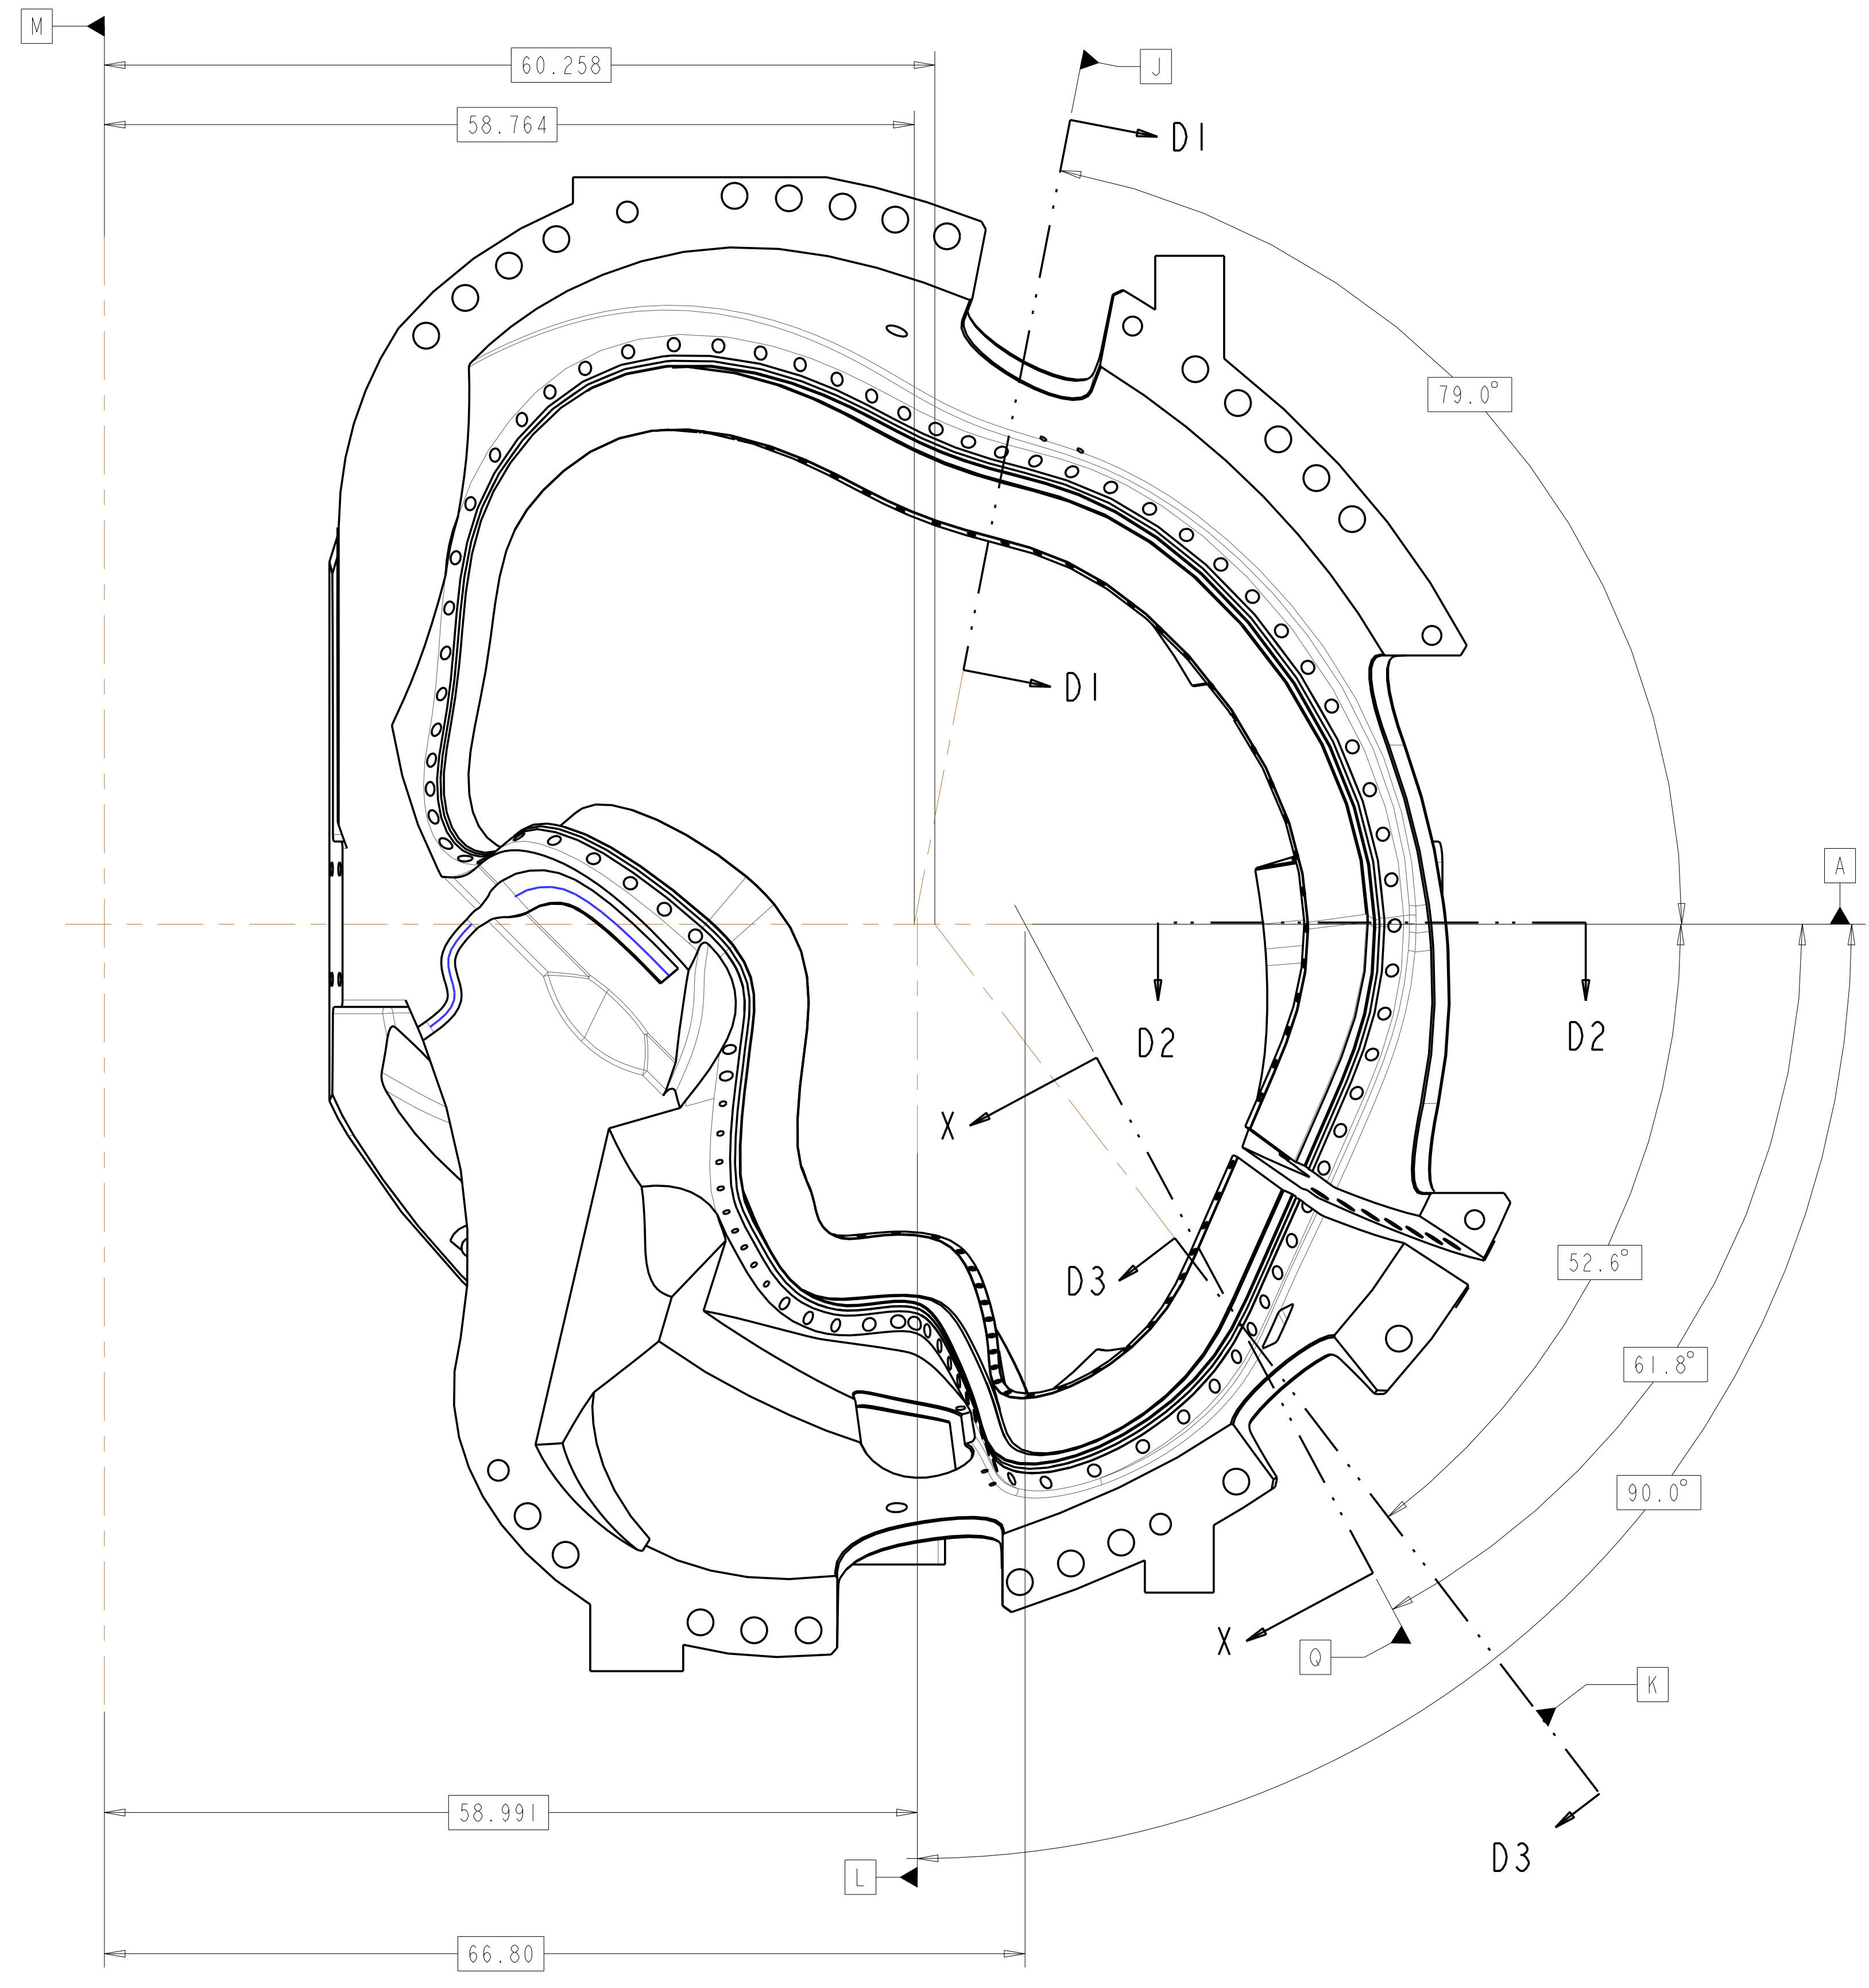 M
60.258
J
58.764
D1
79.0°
D1
A
D2
D2
X
D3
52.6°
61.8°
90.0°
X
Q
K
58.991
D3
L
66.80